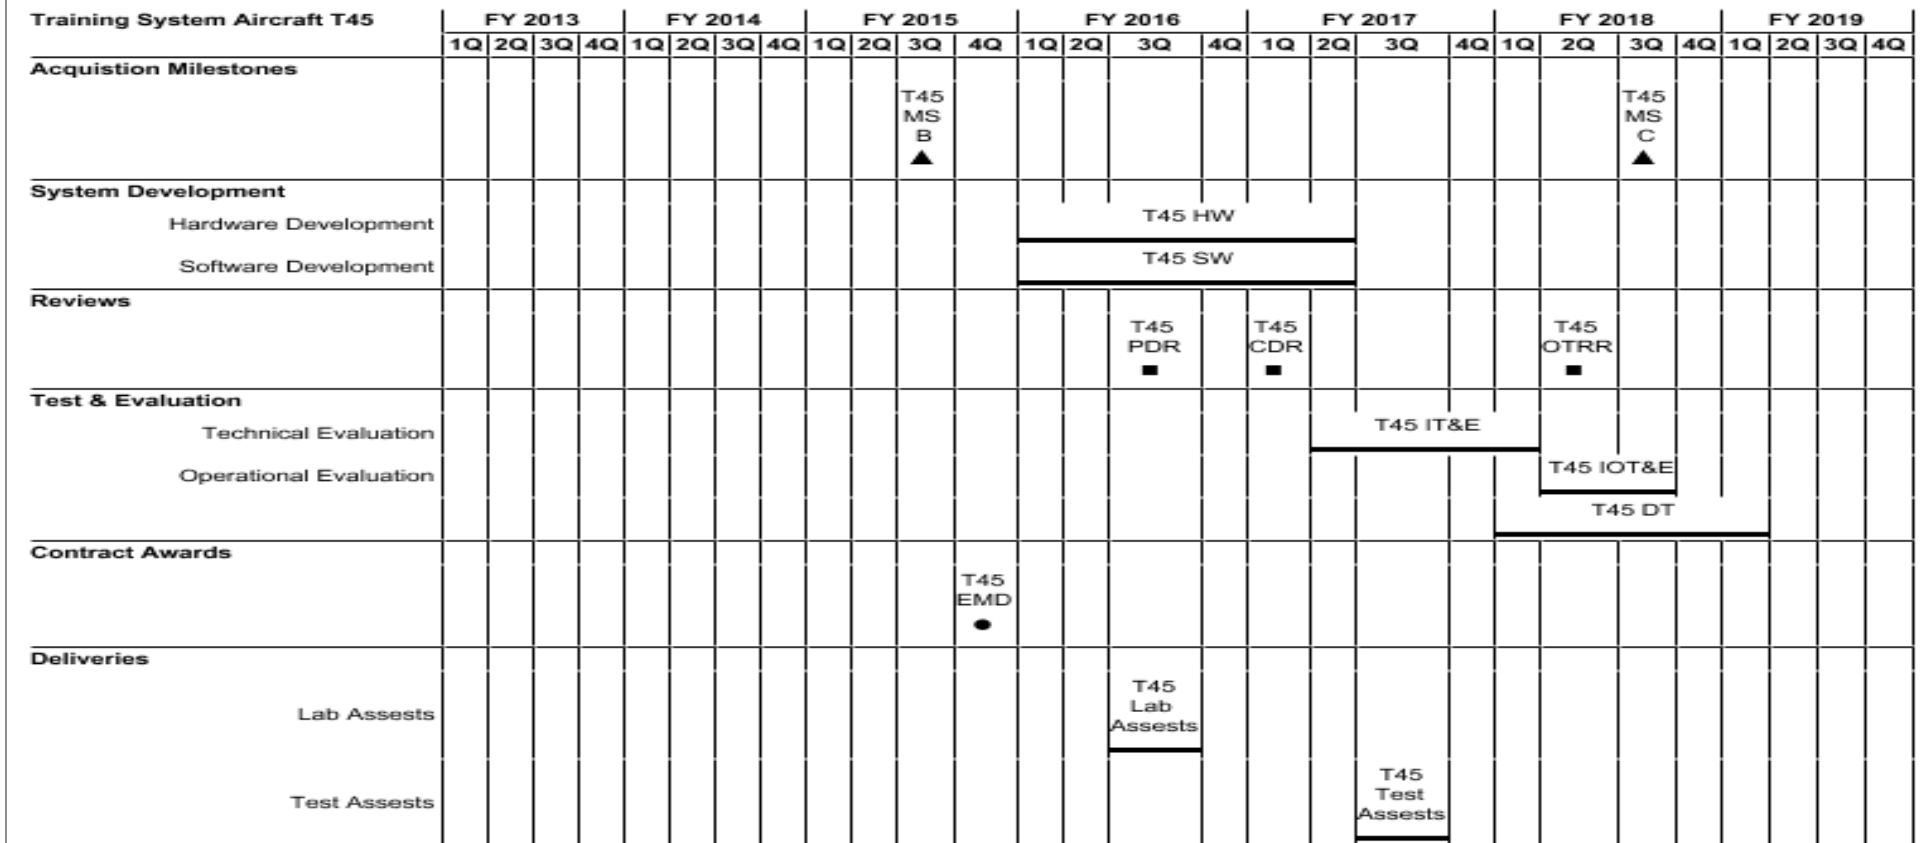 Training System Aircraft T45 FY 2013 FY 2014 FY 2015 FY 2016 FY 2017 FY 2018 FY 2019
1Q 2Q 3Q 4Q 1Q 2Q 3Q 4Q 1Q 2Q 3Q 4Q 1Q 2Q 3Q 4Q 1Q 2Q 3Q 4Q 1Q 2Q 3Q 4Q 1Q 2Q 3Q 4Q
Acquistion Milestones
T45
MS
B
T45
MS
C
System Development
Hardware Development
T45 HW
Software Development
T45 SW
Reviews
T45
PDR
T45
CDR
T45
OTRR
Test & Evaluation
Technical Evaluation
T45 IT&E
Operational Evaluation
T45 IOT&E
T45 DT
Contract Awards
T45
EMD
Deliveries
Lab Assests
T45
Lab
Assests
Test Assests
T45
Test
Assests